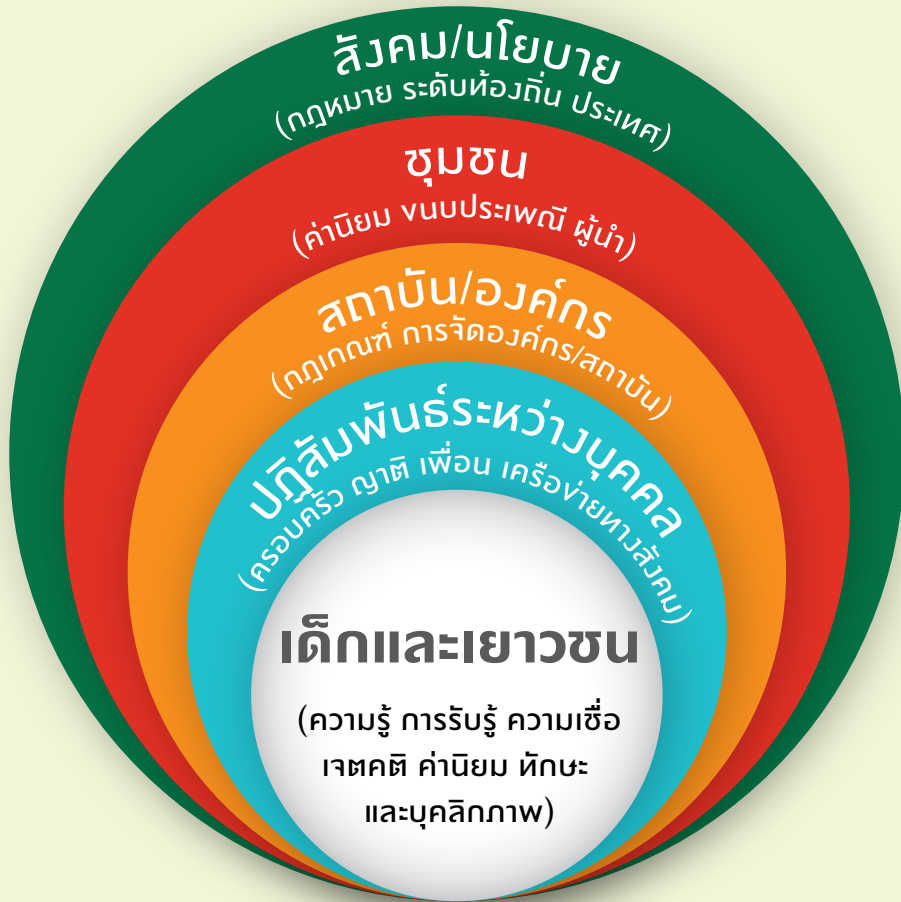 สังคม/นโยบาย
(กฎหมาย ระดับท้องถิ่น ประเทศ)
ชุมชน
(ค่านิยม ขนบประเพณี ผู้นำ)
สถาบัน/องค์กร
(กฎเกณฑ์ การจัดองค์กร/สถาบัน)
ปฏิสัมพันธ์ระหว่างบุคคล
(ครอบครัว ญาติ เพื่อน เครือข่ายทางสังคม)
เด็กและเยาวชน
(ความรู้ การรับรู้ ความเชื่อ
เจตคติ ค่านิยม ทักษะ
และบุคลิกภาพ)